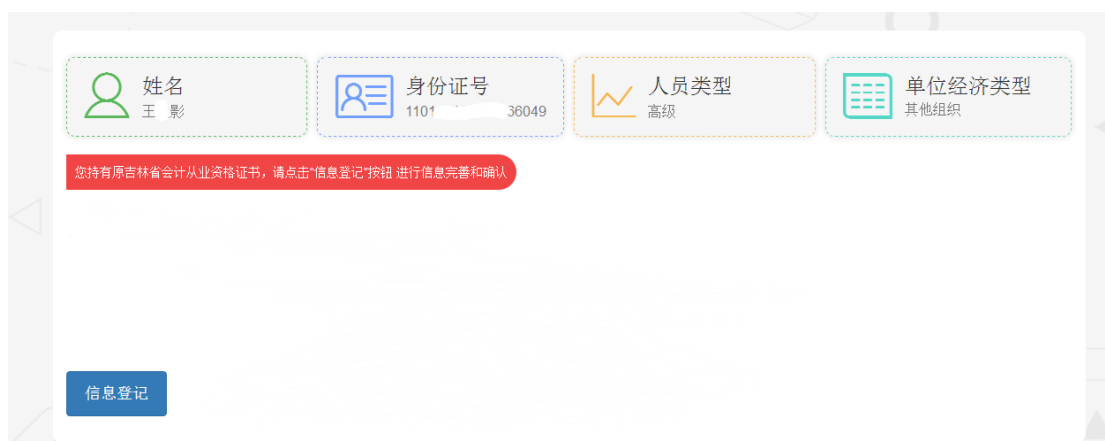 姓名
王 影
身份证号
1101 66049
人员类型
高级
单位经济类型
其他组织
您持有原吉林省会计从业资格证书，请点击“信息登记”按钮 进行信息完善和确认
信息登记